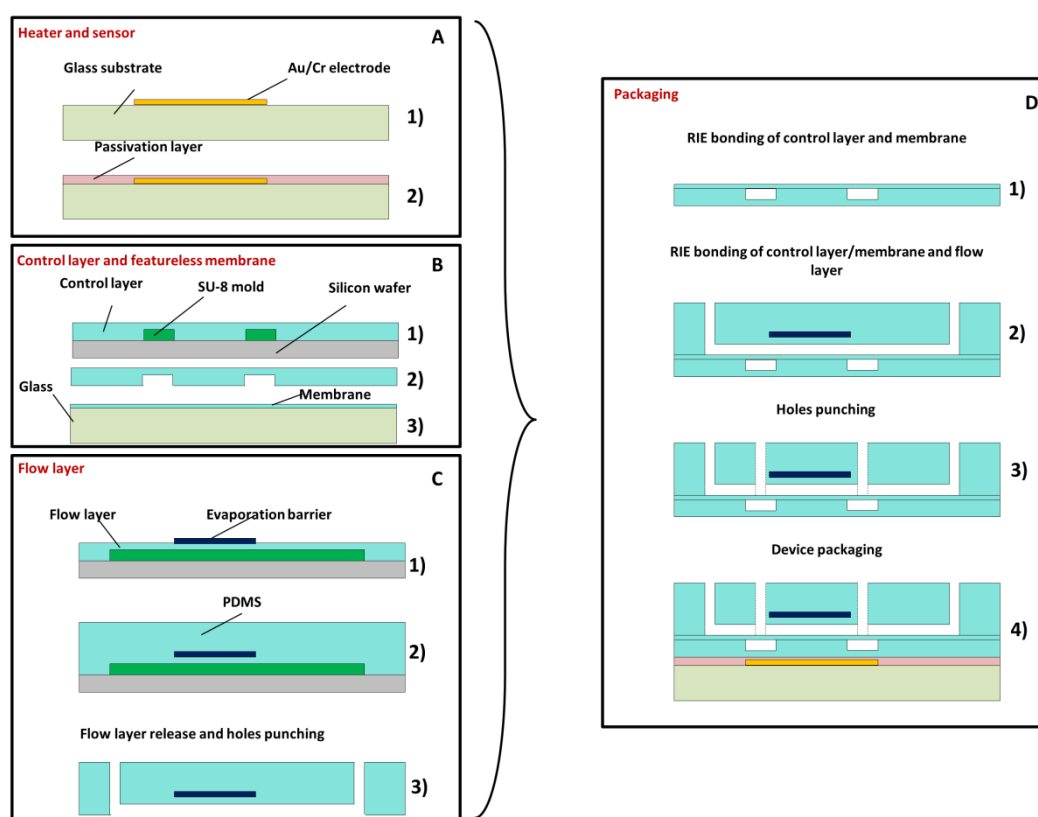 Heater and sensor
A
Glass substrate
Au/Cr electrode
1)
Passivation layer
2)
Control layer and featureless membrane
B
Control layer
SU-8 mold
Silicon wafer
1)
2)
Glass
Membrane
3)
Flow layer
C
Flow layer
Evaporation barrier
1)
PDMS
2)
Flow layer release and holes punching
3)
Packaging
D
RIE bonding of control layer and membrane
1)
RIE bonding of control layer/membrane and flow
layer
2)
Holes punching
3)
Device packaging
4)